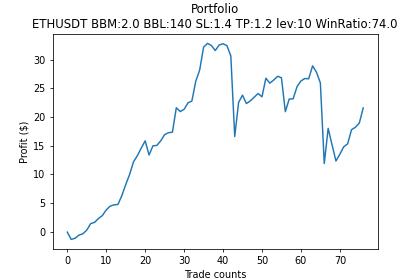 Portfolio
ETHUSDT BBM:2.0 BBL:140 SL:1.4 TP:1.2 lev:10 WinRatio:74.0
30
25
20
15
10
5
0
Profit ($)
0 10 20 30 40 50 60 70
Trade counts